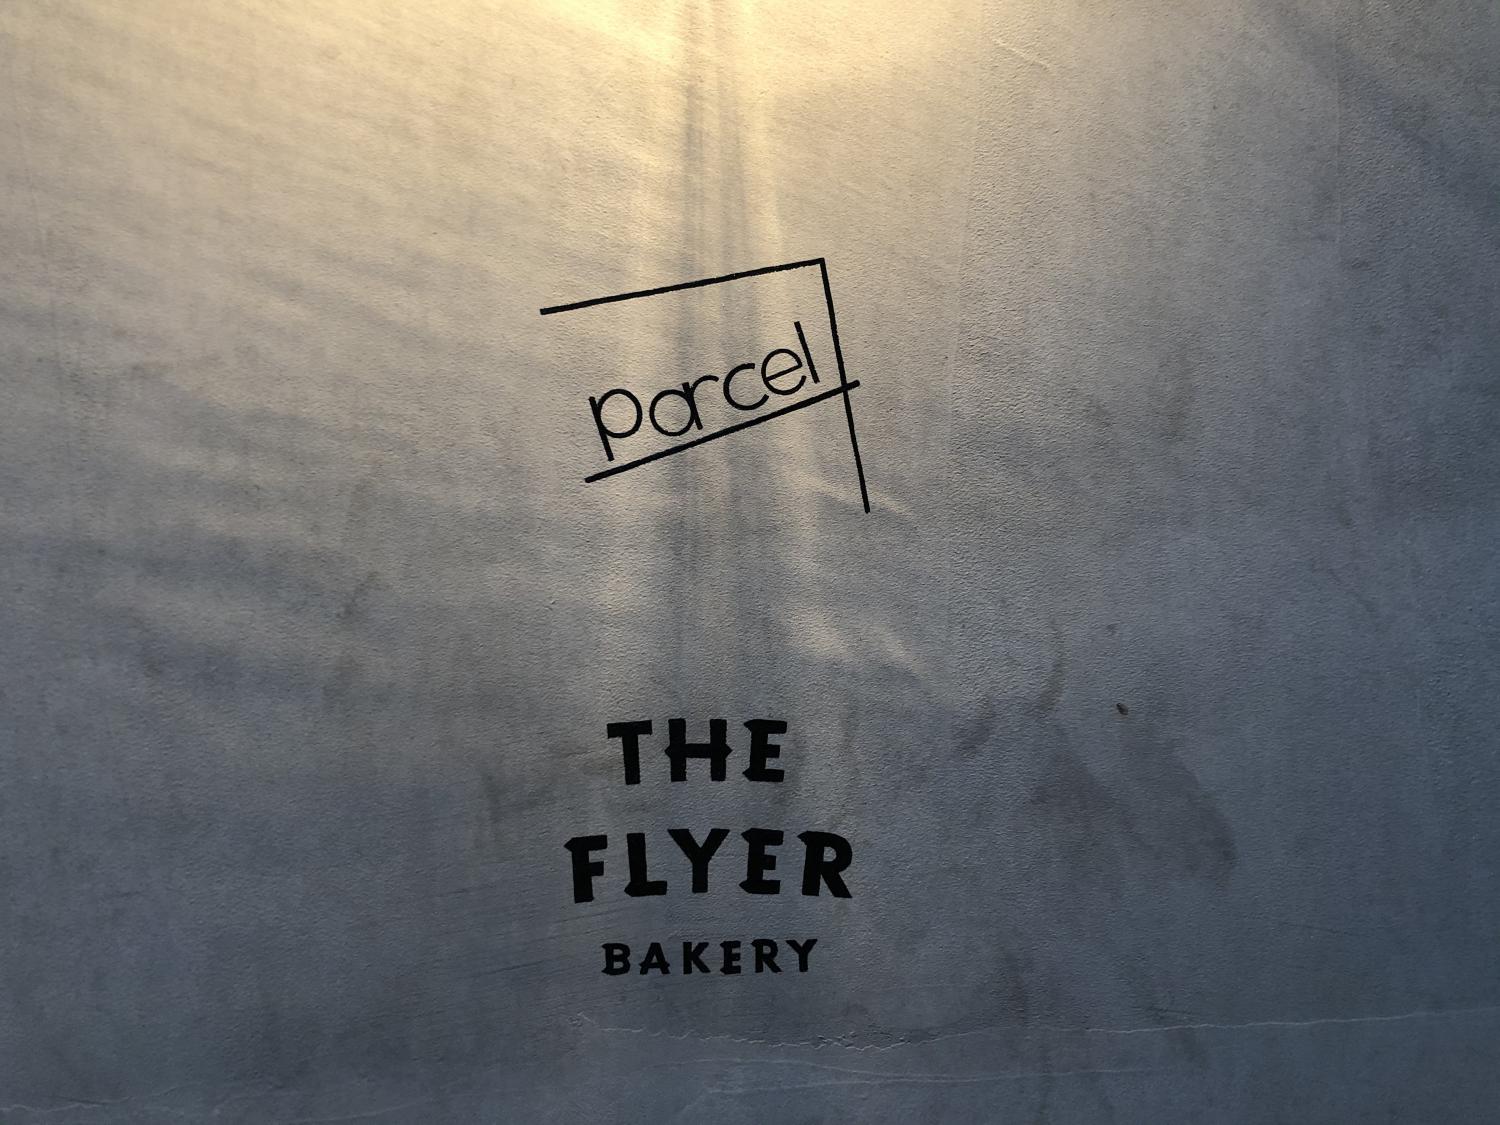 parcel
THE
FLYER
BAKERY